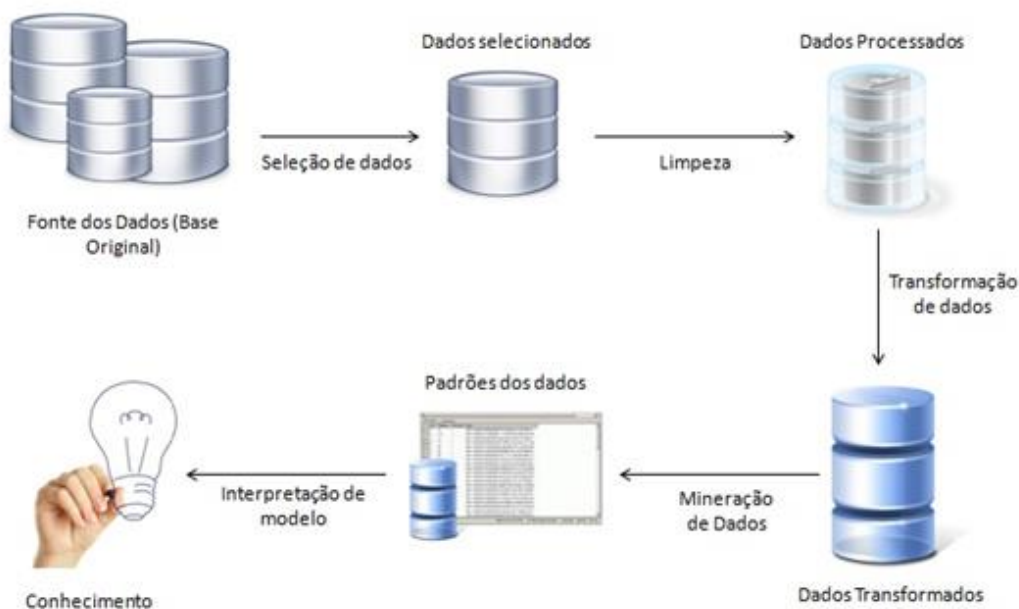 Dados selecionados
Dados Processados
Seleção de dados
Limpeza
Fonte dos Dados (Base
Original)
Transformação
de dados
Padrões dos dados
Interpretação de
modelo
Mineração
de Dados
Conhecimento
Dados Transformados